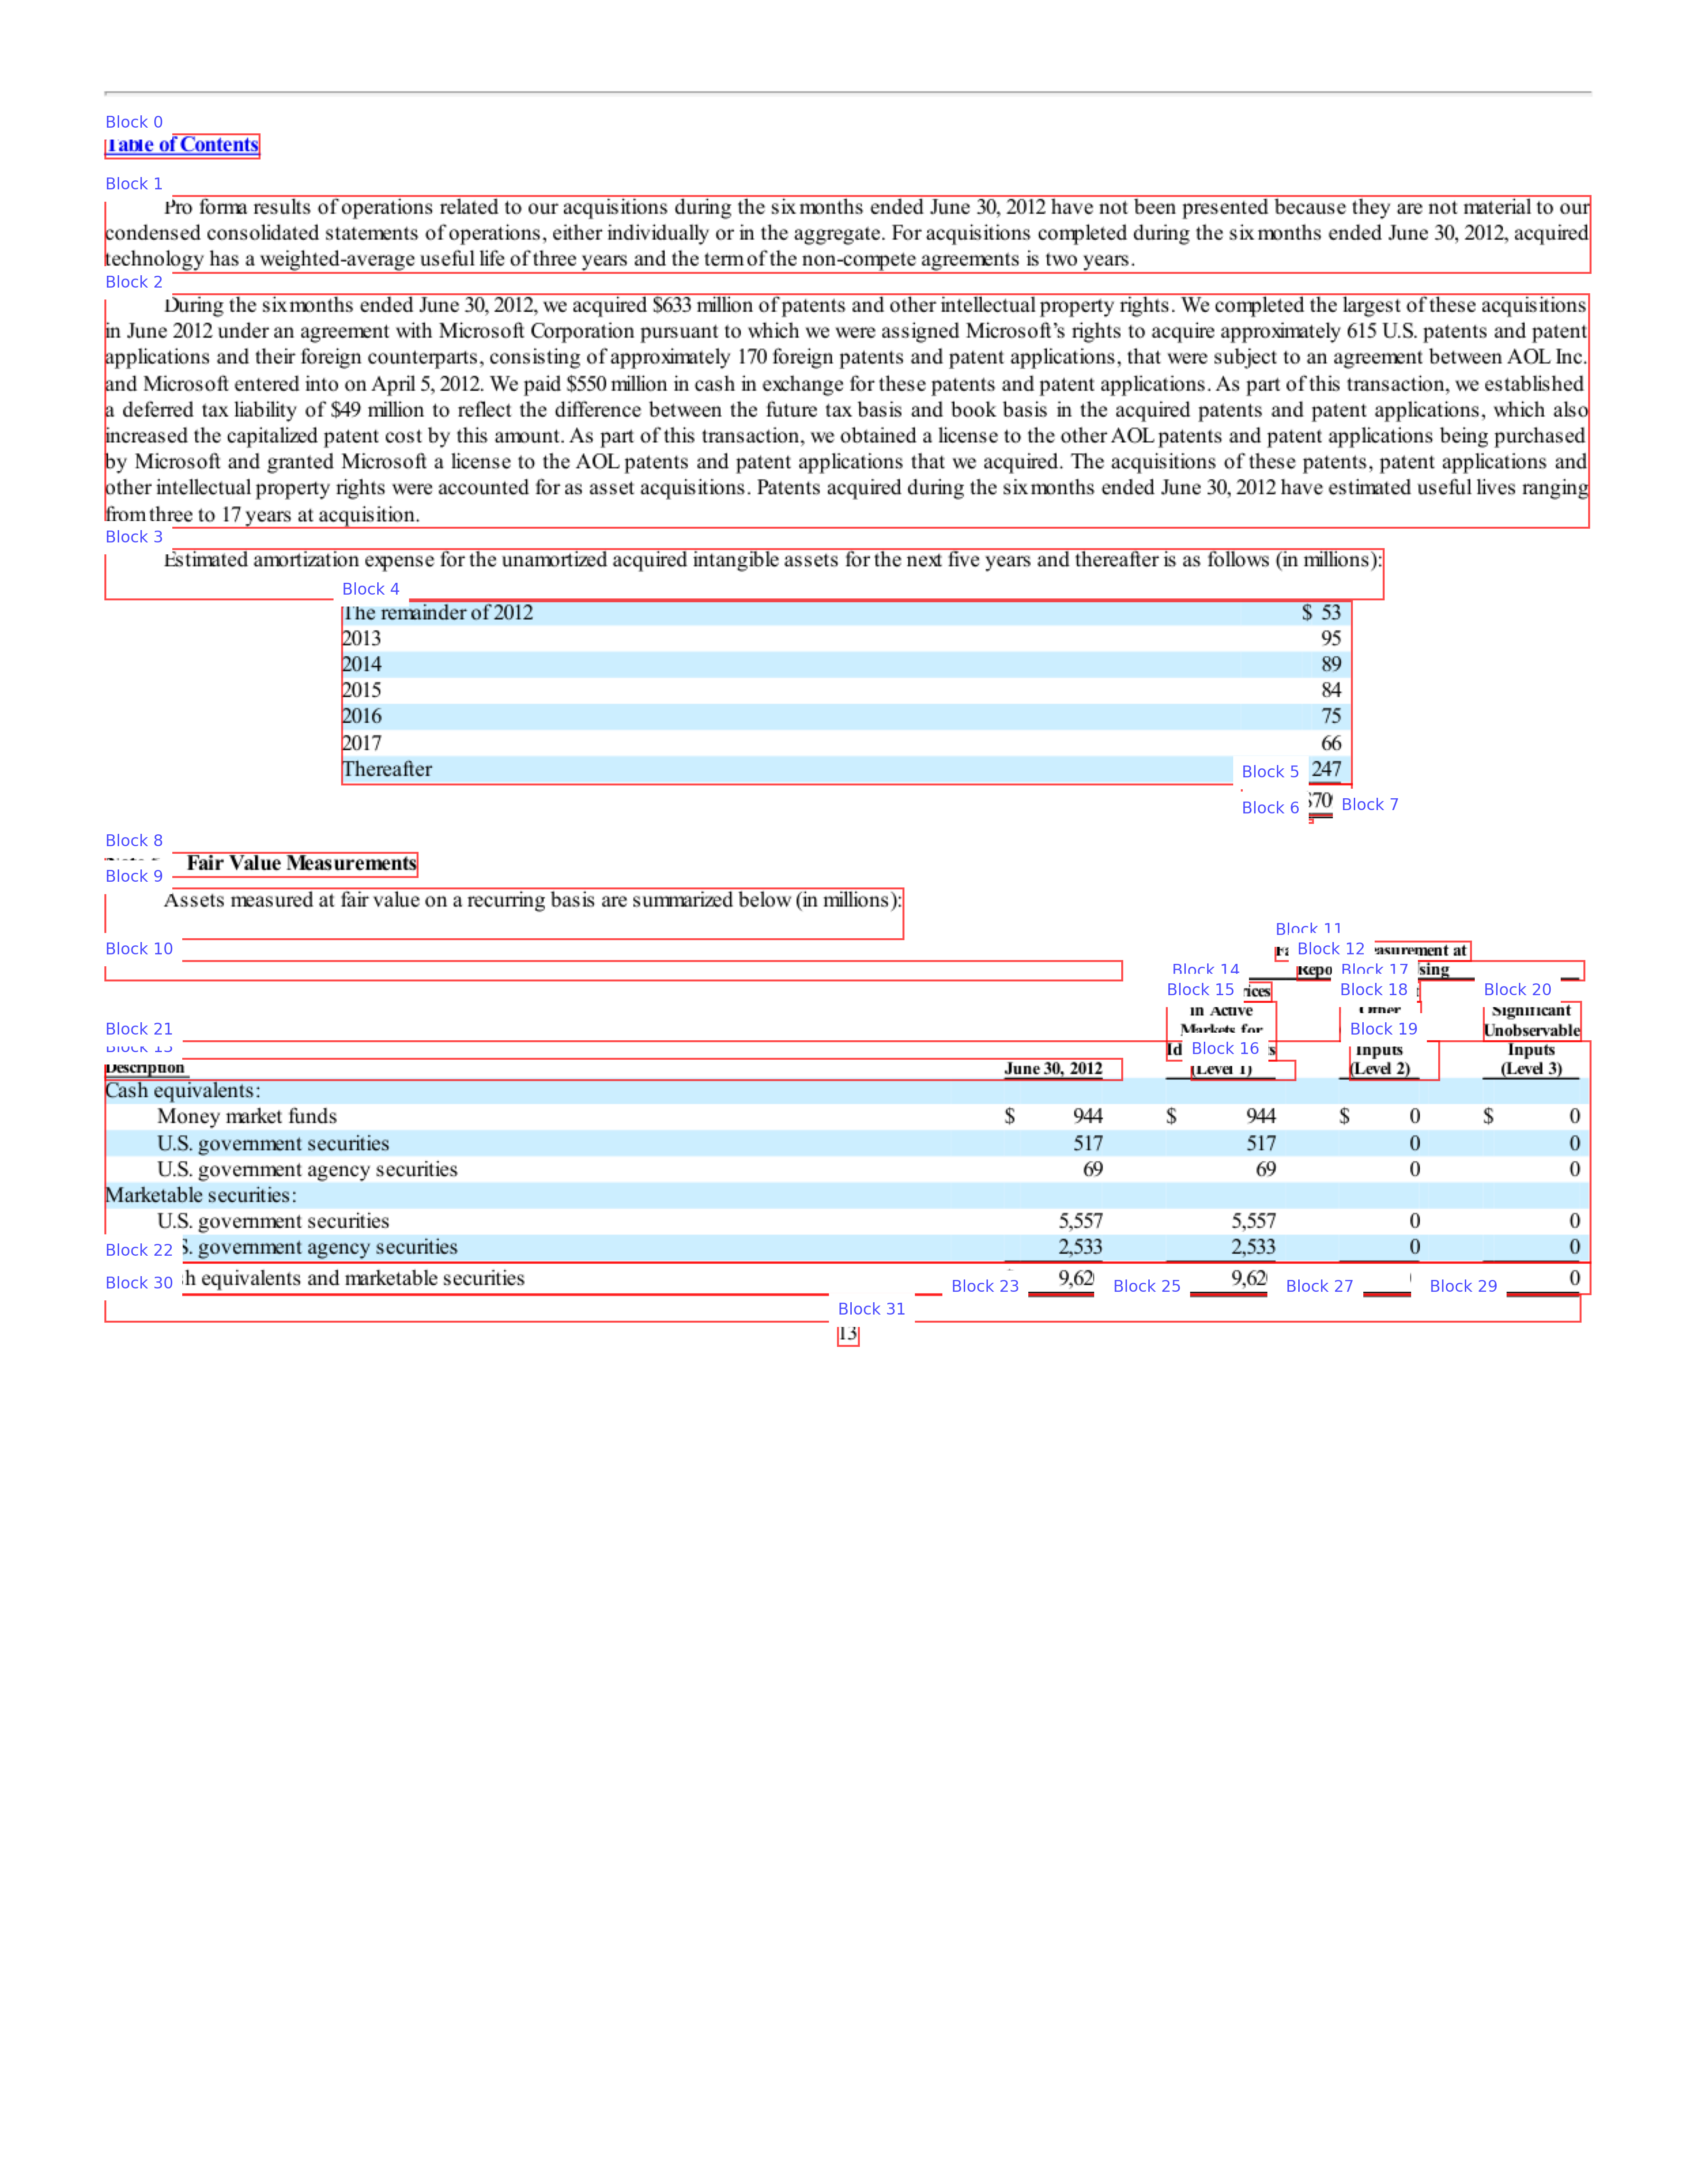 Block 0
Table of Contents
Block 1
Pro forma results of operations related to our acquisitions during the six months ended June 30, 2012 have not been presented because they are not material to our
condensed consolidated statements of operations, either individually or in the aggregate. For acquisitions completed during the six months ended June 30, 2012, acquired
technology has a weighted-average useful life of three years and the term of the non-compete agreements is two years.
Block 2
During the six months ended June 30, 2012, we acquired $633 million of patents and other intellectual property rights. We completed the largest of these acquisitions
in June 2012 under an agreement with Microsoft Corporation pursuant to which we were assigned Microsoft’s rights to acquire approximately 615 U.S. patents and patent
applications and their foreign counterparts, consisting of approximately 170 foreign patents and patent applications, that were subject to an agreement between AOL Inc.
and Microsoft entered into on April 5, 2012. We paid $550 million in cash in exchange for these patents and patent applications. As part of this transaction, we established
a deferred tax liability of $49 million to reflect the difference between the future tax basis and book basis in the acquired patents and patent applications, which also
increased the capitalized patent cost by this amount. As part of this transaction, we obtained a license to the other AOL patents and patent applications being purchased
by Microsoft and granted Microsoft a license to the AOL patents and patent applications that we acquired. The acquisitions of these patents, patent applications and
other intellectual property rights were accounted for as asset acquisitions. Patents acquired during the six months ended June 30, 2012 have estimated useful lives ranging
from three to 17 years at acquisition.
Block 3
Estimated amortization expense for the unamortized acquired intangible assets for the next five years and thereafter is as follows (in millions):
Block 4
The remainder of 2012 $ 53
2013 95
2014 89
2015 84
2016 75
2017 66
Thereafter Block 5 247
Block 6 Block 7
Block 8
Fair Value Measurements
Block 9
Assets measured at fair value on a recurring basis are summarized below (in millions):
Block 11
Block 10 Block 12 at
Block 14 Block 17
Block 15 Block 18 Block 20
in Active Other Significant
Block 21 Markets for Block 19 Unobservable
Block 13 Block 16 Inputs Inputs
Description June 30, 2012 (Level 1) (Level 2) (Level 3)
Cash equivalents:
Money market funds $ 944 $ 944 $ 0 $ 0
U.S. government securities 517 517 0 0
U.S. government agency securities 69 69 0 0
Marketable securities:
U.S. government securities 5,557 5,557 0 0
Block 22 government agency securities 2,533 2,533 0 0
Block 30 equivalents and marketable securities Block 23 Block 25 Block 27 Block 29 0
Block 31
13